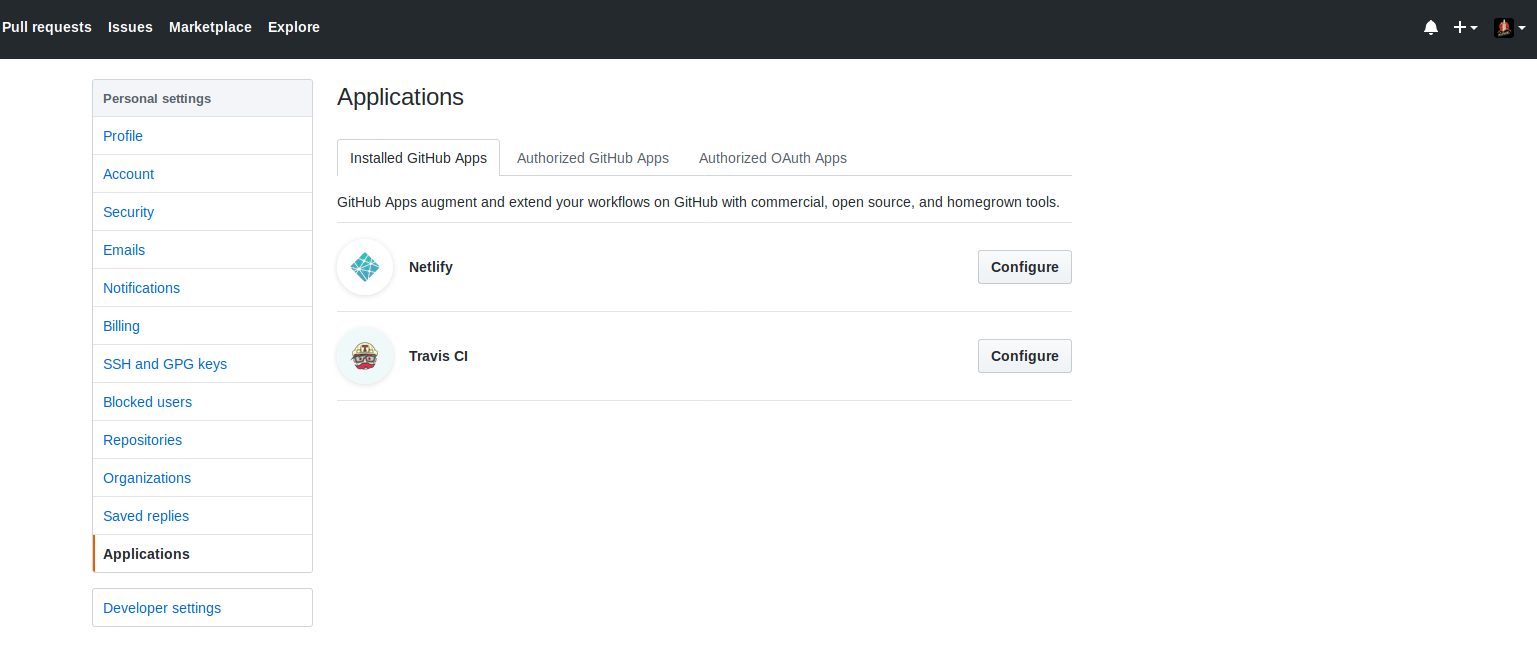 Pull requests Issues Marketplace Explore
Personal settings
Profile
Account
Security
Emails
Notifications
Billing
SSH and GPG keys
Blocked users
Repositories
Organizations
Saved replies
Applications
Developer settings
Applications
Installed GitHub Apps Authorized GitHub Apps Authorized OAuth Apps
GitHub Apps augment and extend your workflows on GitHub with commercial, open source, and homegrown tools.
Netlify Configure
Travis CI Configure